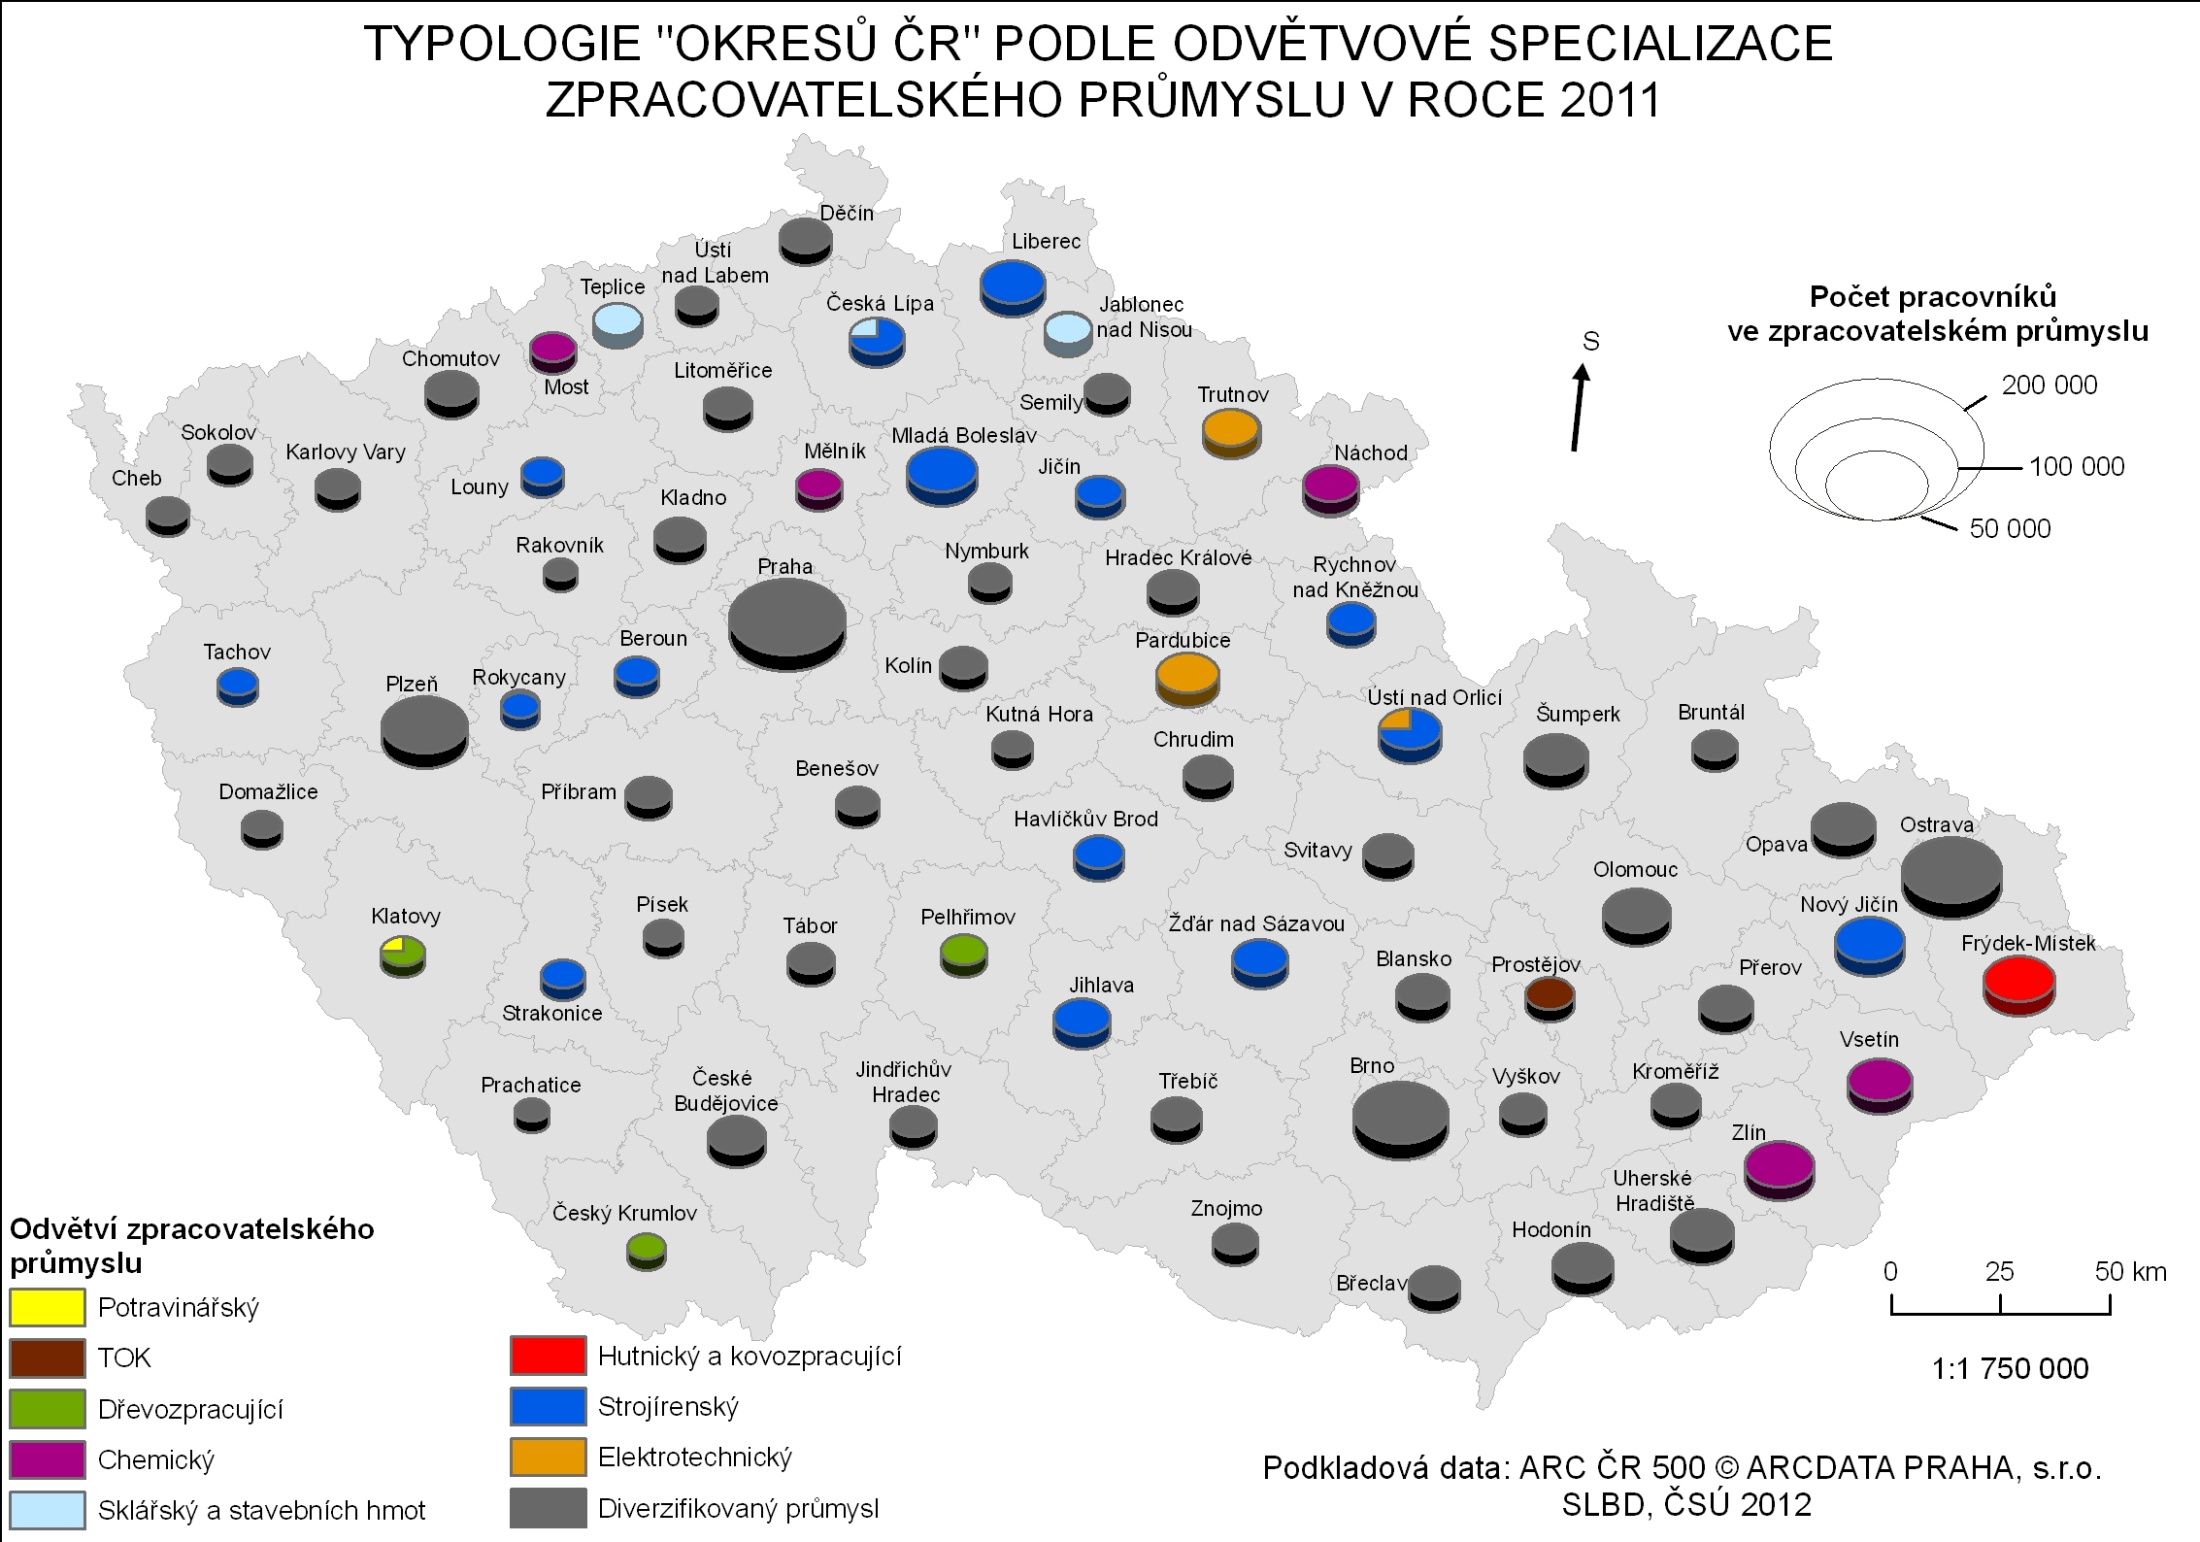 TYPOLOGIE "OKRESŮ ČR" PODLE ODVĚTVOVÉ SPECIALIZACE
ZPRACOVATELSKÉHO PRŮMYSLU V ROCE 2011
Děčín
Liberec
Ústí
nad Labem
Teplice
Česká Lípa
Jablonec
nad Nisou
Chomutov
Most
Litoměřice
Semily
Trutnov
Sokolov
Karlovy Vary
Cheb
Louny
Mělník
Mladá Boleslav
Jičín
Náchod
Kladno
Rakovník
Praha
Nymburk
Hradec Králové
Rychnov
nad Kněžnou
Tachov
Plzeň
Rokycany
Beroun
Kolín
Pardubice
Ústí nad Orlicí
Šumperk
Bruntál
Kutná Hora
Chrudim
Domažlice
Příbram
Benešov
Havlíčkův Brod
Svitavy
Opava
Ostrava
Olomouc
Klatovy
Písek
Tábor
Pelhřimov
Žďár nad Sázavou
Nový Jičín
Frýdek-Místek
Strakonice
Jihlava
Blansko
Prostějov
Přerov
Vsetín
Prachatice
České
Budějovice
Jindřichův
Hradec
Třebíč
Brno
Vyškov
Kroměříž
Zlín
Uherské
Hradiště
Český Krumlov
Znojmo
Hodonín
Břeclav
S
Počet pracovníků
ve zpracovatelském průmyslu
200 000
100 000
50 000
Odvětví zpracovatelského
průmyslu
Potravinářský
TOK
Dřevozpracující
Chemický
Sklářský a stavebních hmot
Hutnický a kovozpracující
Strojírenský
Elektrotechnický
Diverzifikovaný průmysl
0 25 50 km
1:1 750 000
Podkladová data: ARC ČR 500 © ARCDATA PRAHA, s.r.o.
SLBD, ČSÚ 2012